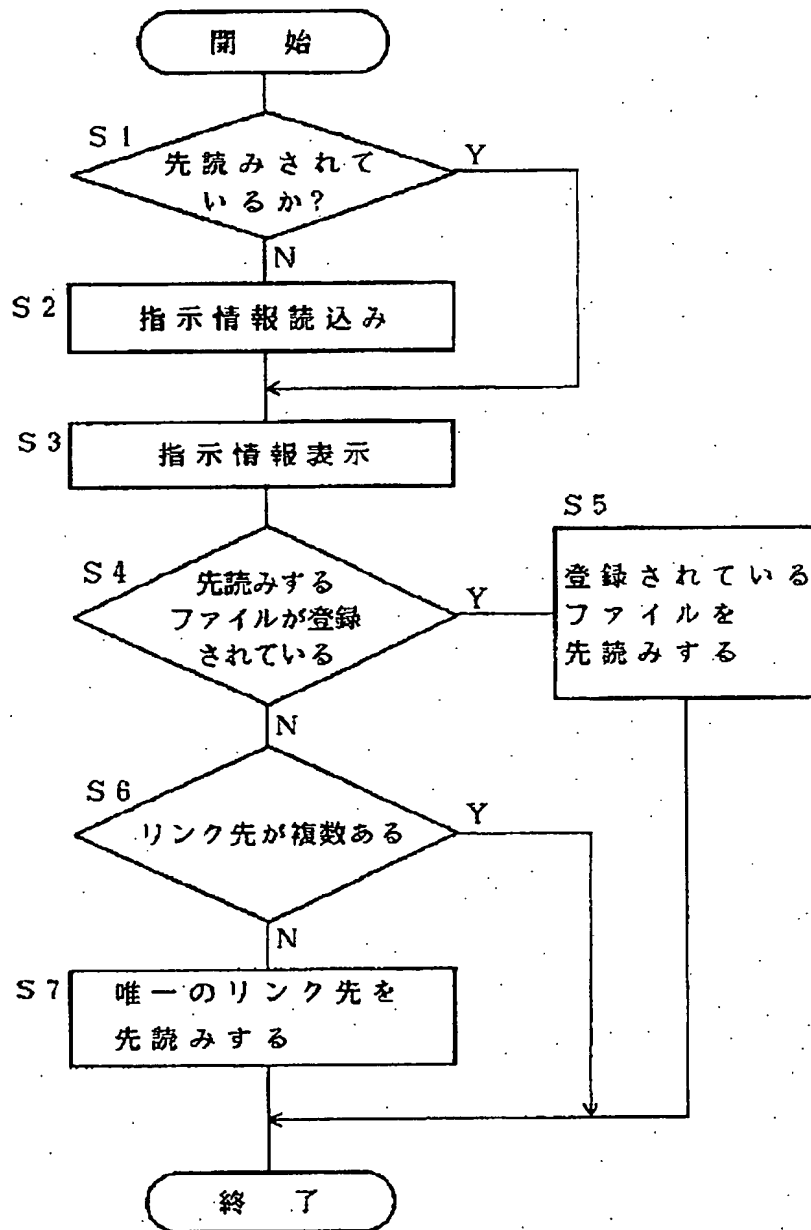 開 始
S1
先読みされて
いるか?
Y
N
S2
指示情報読込み
S3
指示情報表示
S4
先読みする
ファイルが登録
されている
Y
S5
登録されている
ファイルを
先読みする
N
S6
リンク先が複数ある
Y
N
S7
唯一のリンク先を
先読みする
終 了